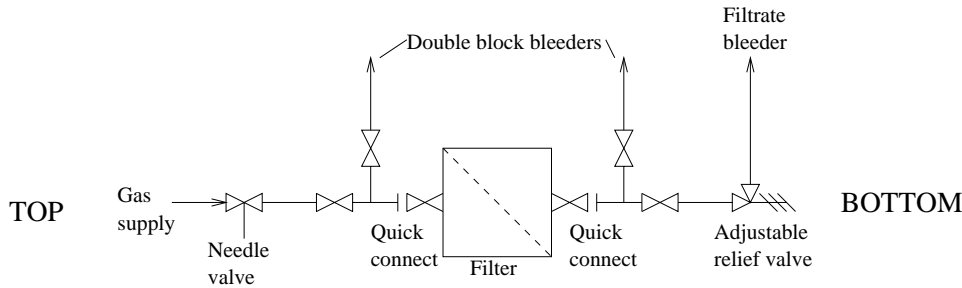 Double block bleeders
Filtrate
bleeder
TOP
Gas
supply
Needle
valve
Quick
connect
Filter
Quick
connect
Adjustable
relief valve
BOTTOM